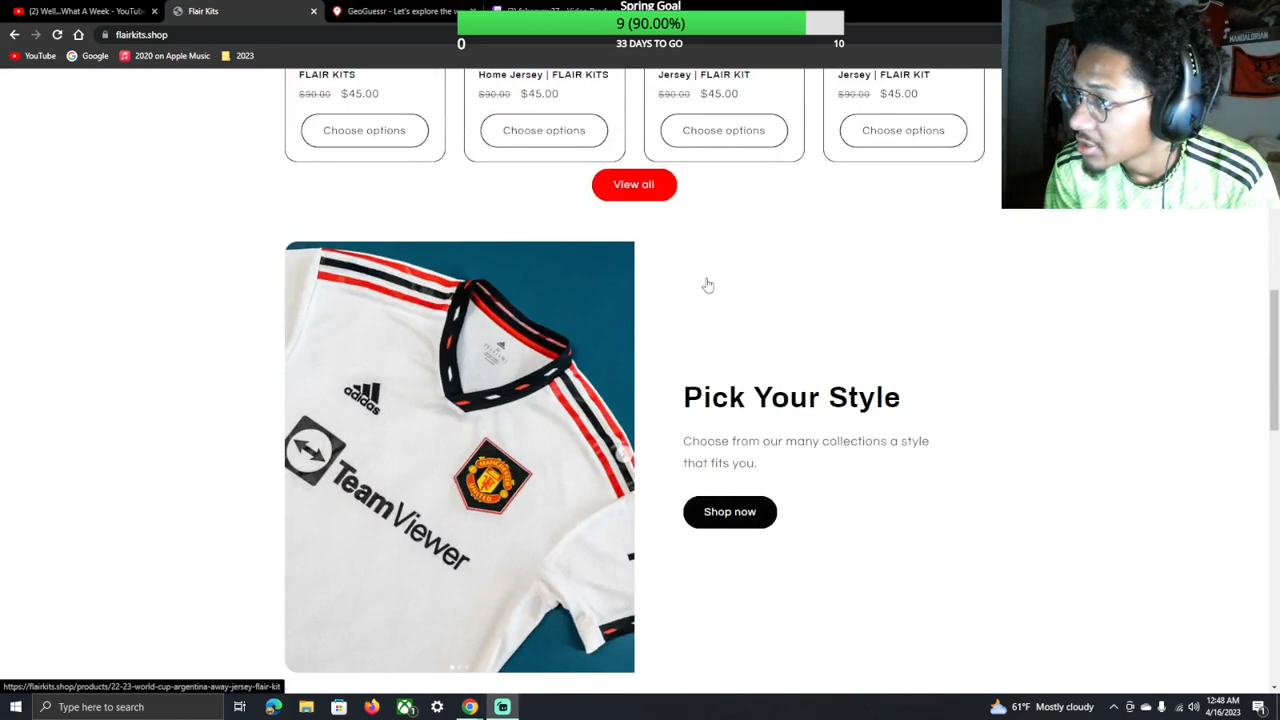 Spring Goal
9 (90.00%)
0 33 DAYS TO GO 10
(2) Well...What A Week - YouTube
Flair Kits
GeoGuessr - Let's explore the w
flairkits.shop
YouTube Google 2020 on Apple Music 2023
MANDALORIAN
FLAIR KITS
Home Jersey | FLAIR KITS
Jersey | FLAIR KIT
Jersey | FLAIR KIT
$90.00 $45.00
$90.00 $45.00
$90.00 $45.00
$90.00 $45.00
Choose options
Choose options
Choose options
Choose options
View all
adidas
MANCHESTER
UNITED
TeamViewer
Pick Your Style
Choose from our many collections a style
that fits you.
Shop now
https://flairkits.shop/products/22-23-world-cup-argentina-away-jersey-flair-kit
Type here to search
61°F Mostly cloudy
12:48 AM
4/16/2023